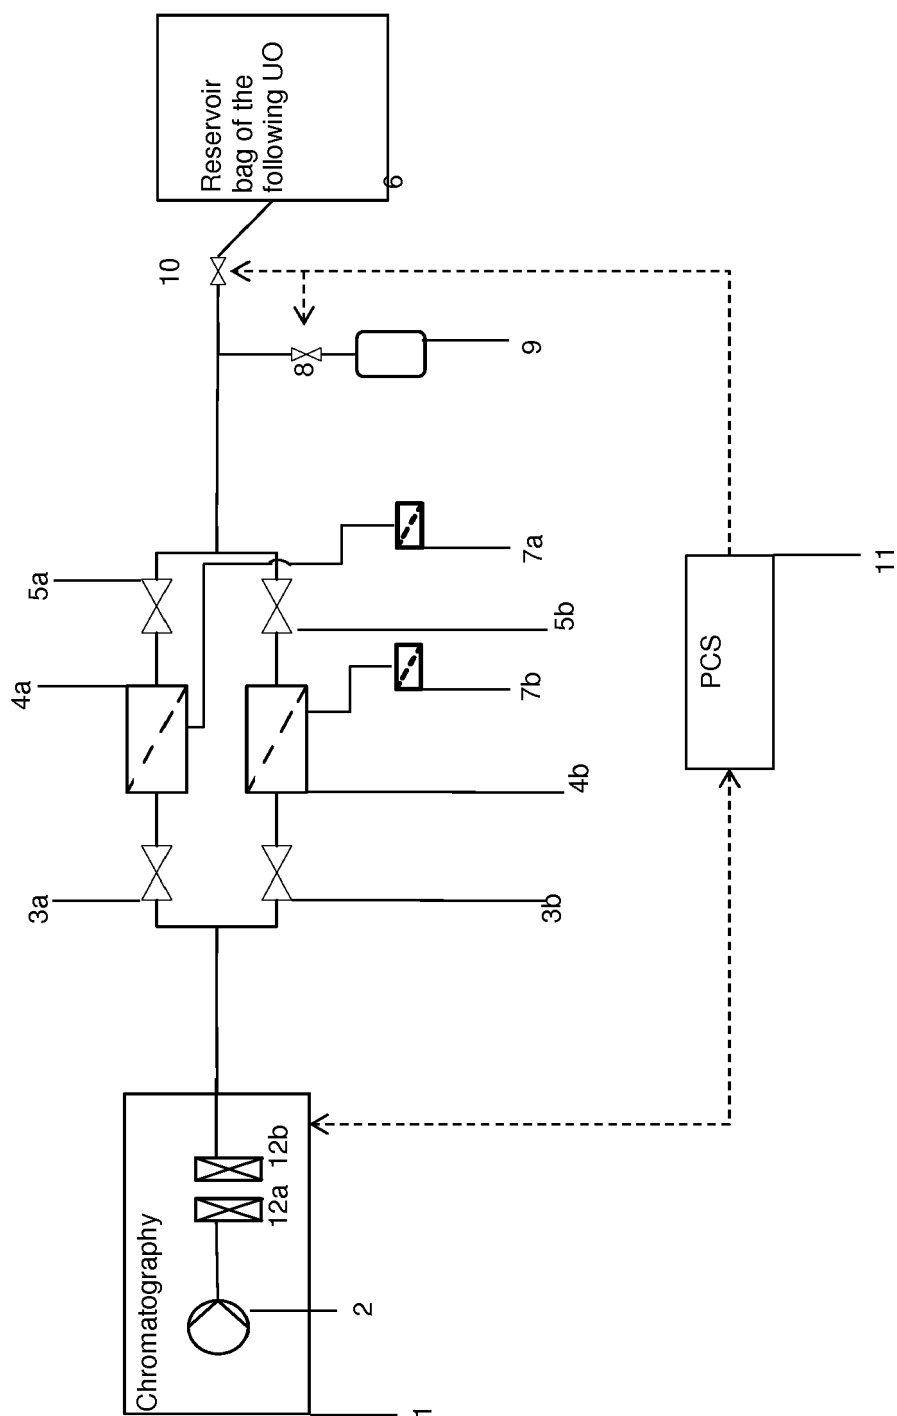 Reservoir
bag of the
following UO
6
10
8
9
5a
7a
4a
5b
7b
4b
3a
3b
PCS
11
Chromatography
12a
12b
2
1